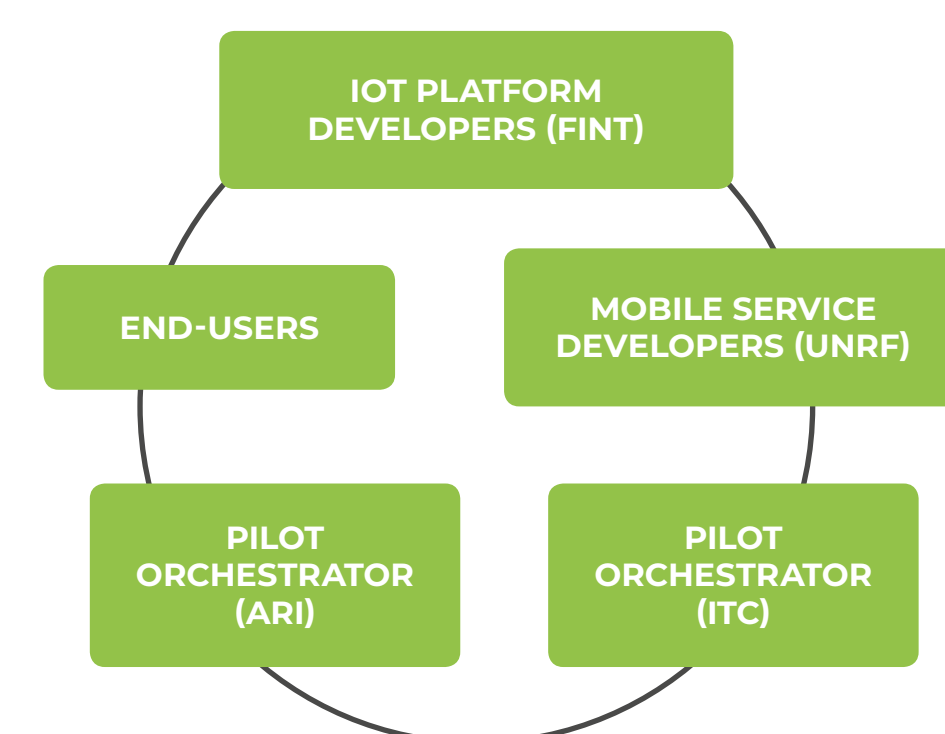 IOT PLATFORM
DEVELOPERS (FINT)
END-USERS
MOBILE SERVICE
DEVELOPERS (UNRF)
PILOT
ORCHESTRATOR
(ARI)
PILOT
ORCHESTRATOR
(ITC)